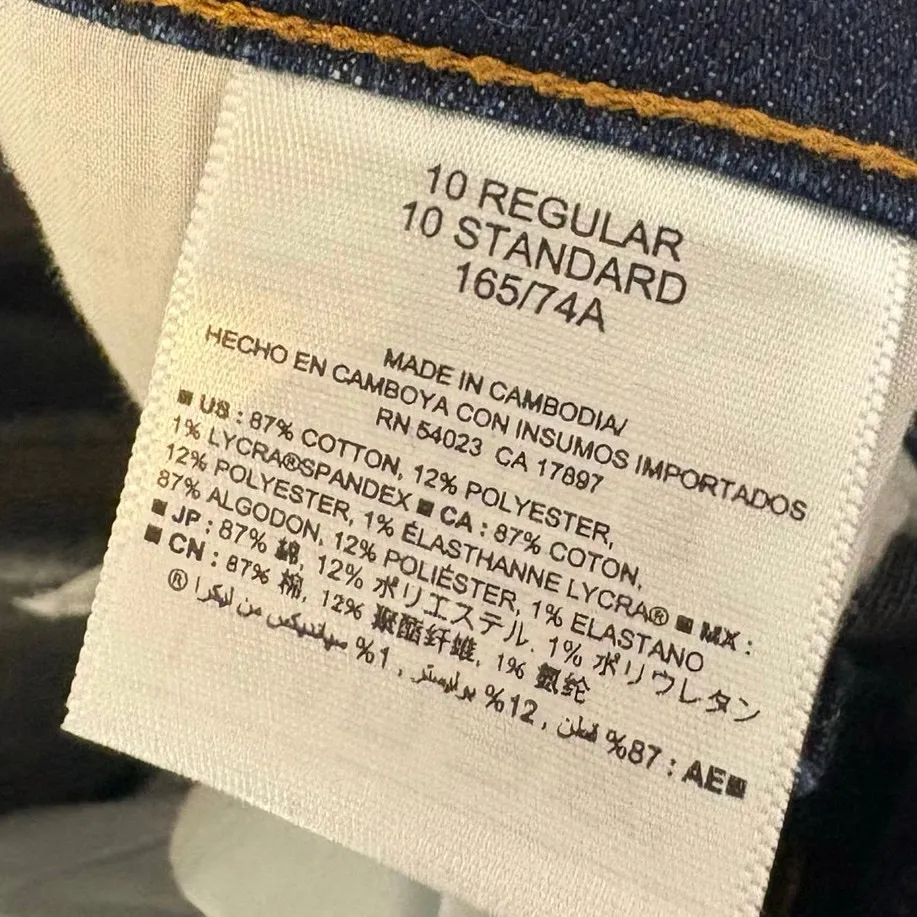 10 REGULAR
10 STANDARD
165/74A
MADE IN CAMBODIA/
HECHO EN CAMBOYA CON INSUMOS IMPORTADOS
RN 54023 CA 17897
■ US : 87% COTTON, 12% POLYESTER,
1% LYCRA®SPANDEX ■ CA : 87% COTON,
12% POLYESTER, 1% ÉLASTHANNE LYCRA® ■ MX :
87% ALGODON, 12% POLIÉSTER, 1% ELASTANO
■ JP : 87% 綿, 12% ポリエステル. 1% ポリウレタン
■ CN : 87% 棉, 12% 聚酯纤维, 1% 氨纶
■AE : 87% قطن , 12% بوليستر , 1% سباندكس من ليكرا ®